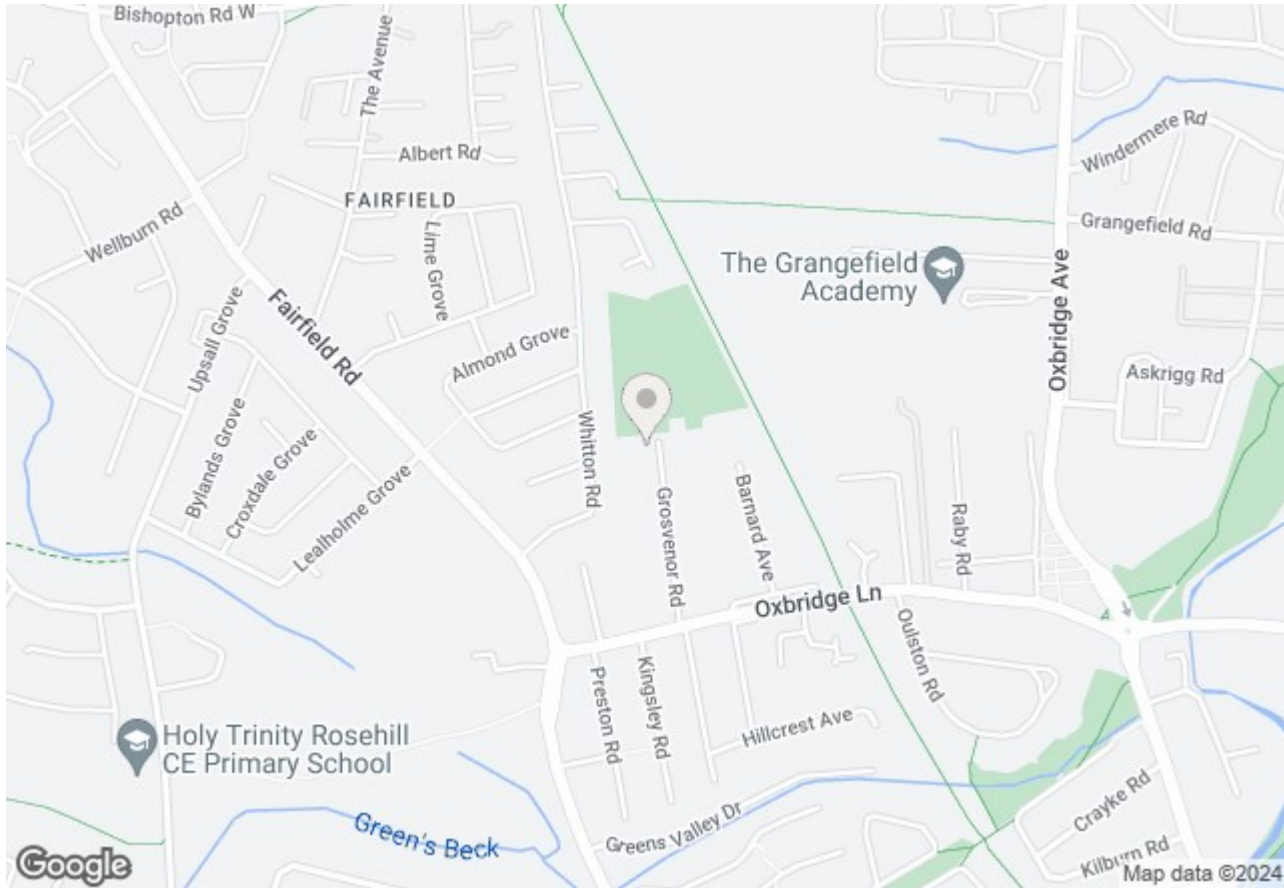 Bishopton Rd W
The Avenue
Albert Rd
FAIRFIELD
Lime Grove
Wellburn Rd
Windermere Rd
Grangefield Rd
The Grangefield
Academy
Oxbridge Ave
Upsall Grove
Fairfield Rd
Almond Grove
Askrigg Rd
Bylands Grove
Croxdale Grove
Lealholme Grove
Whitton Rd
Grosvenor Rd
Barnard Ave
Raby Rd
Oxbridge Ln
Oulston Rd
Preston Rd
Kingsley Rd
Hillcrest Ave
Holy Trinity Rosehill
CE Primary School
Green's Beck
Greens Valley Dr
Crayke Rd
Kilburn Rd
Google
Map data ©2024